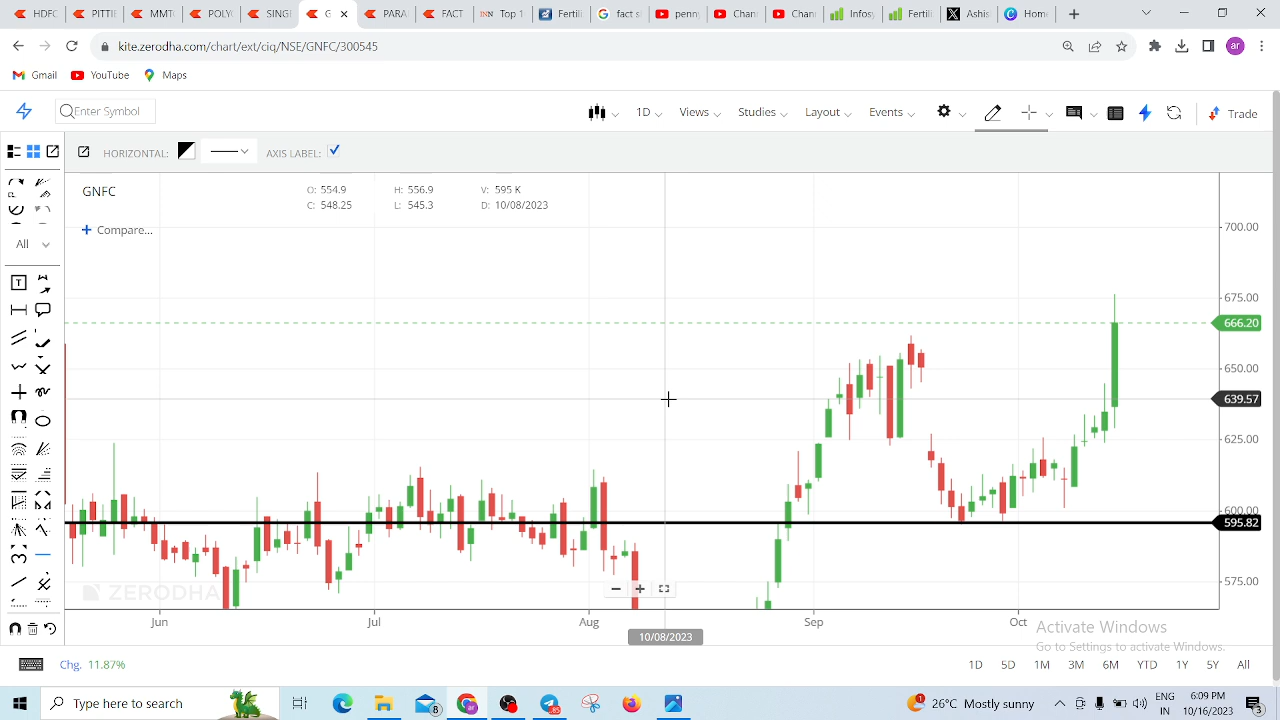 HDFC
PITTIE
MMT
POLY
SING
G
PARA
FACT
Top 1
Fertili
fact s
penny
Chan
Chan
Infos
Fertili
Ashis
Hom
kite.zerodha.com/chart/ext/ciq/NSE/GNFC/300545
ar
Gmail YouTube Maps
Enter Symbol 1D Views Studies Layout Events Trade
HORIZONTAL: AXIS LABEL:
GNFC
O: 554.9 H: 556.9 V: 595 K
C: 548.25 L: 545.3 D: 10/08/2023
Compare...
All
T
700.00
675.00
666.20
650.00
639.57
625.00
600.00
595.82
575.00
ZERODHA
Jun Jul Aug Sep Oct
10/08/2023
Activate Windows
Go to Settings to activate Windows.
Chg. 11.87% 1D 5D 1M 3M 6M YTD 1Y 5Y All
Type here to search
26°C Mostly sunny
ENG
IN
6:09 PM
10/16/2023